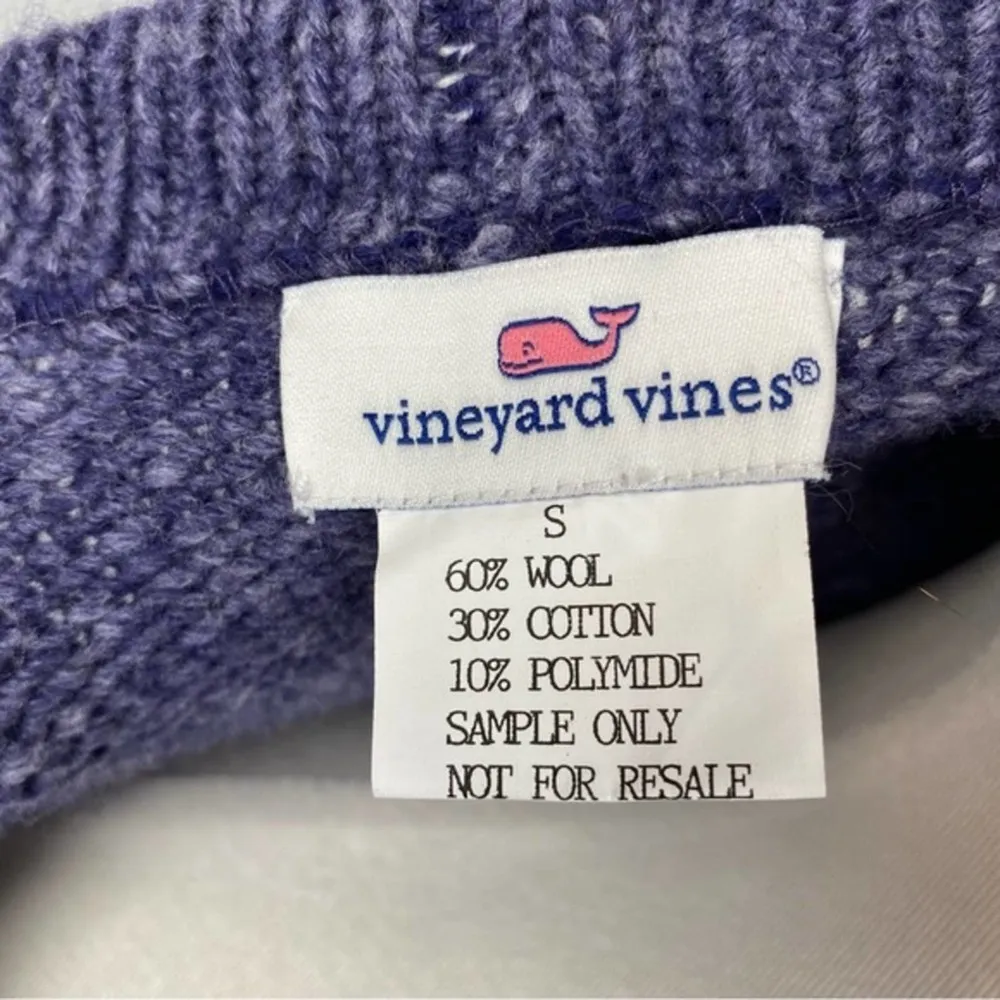 vineyard vines®
S
60% WOOL
30% COTTON
10% POLYMIDE
SAMPLE ONLY
NOT FOR RESALE